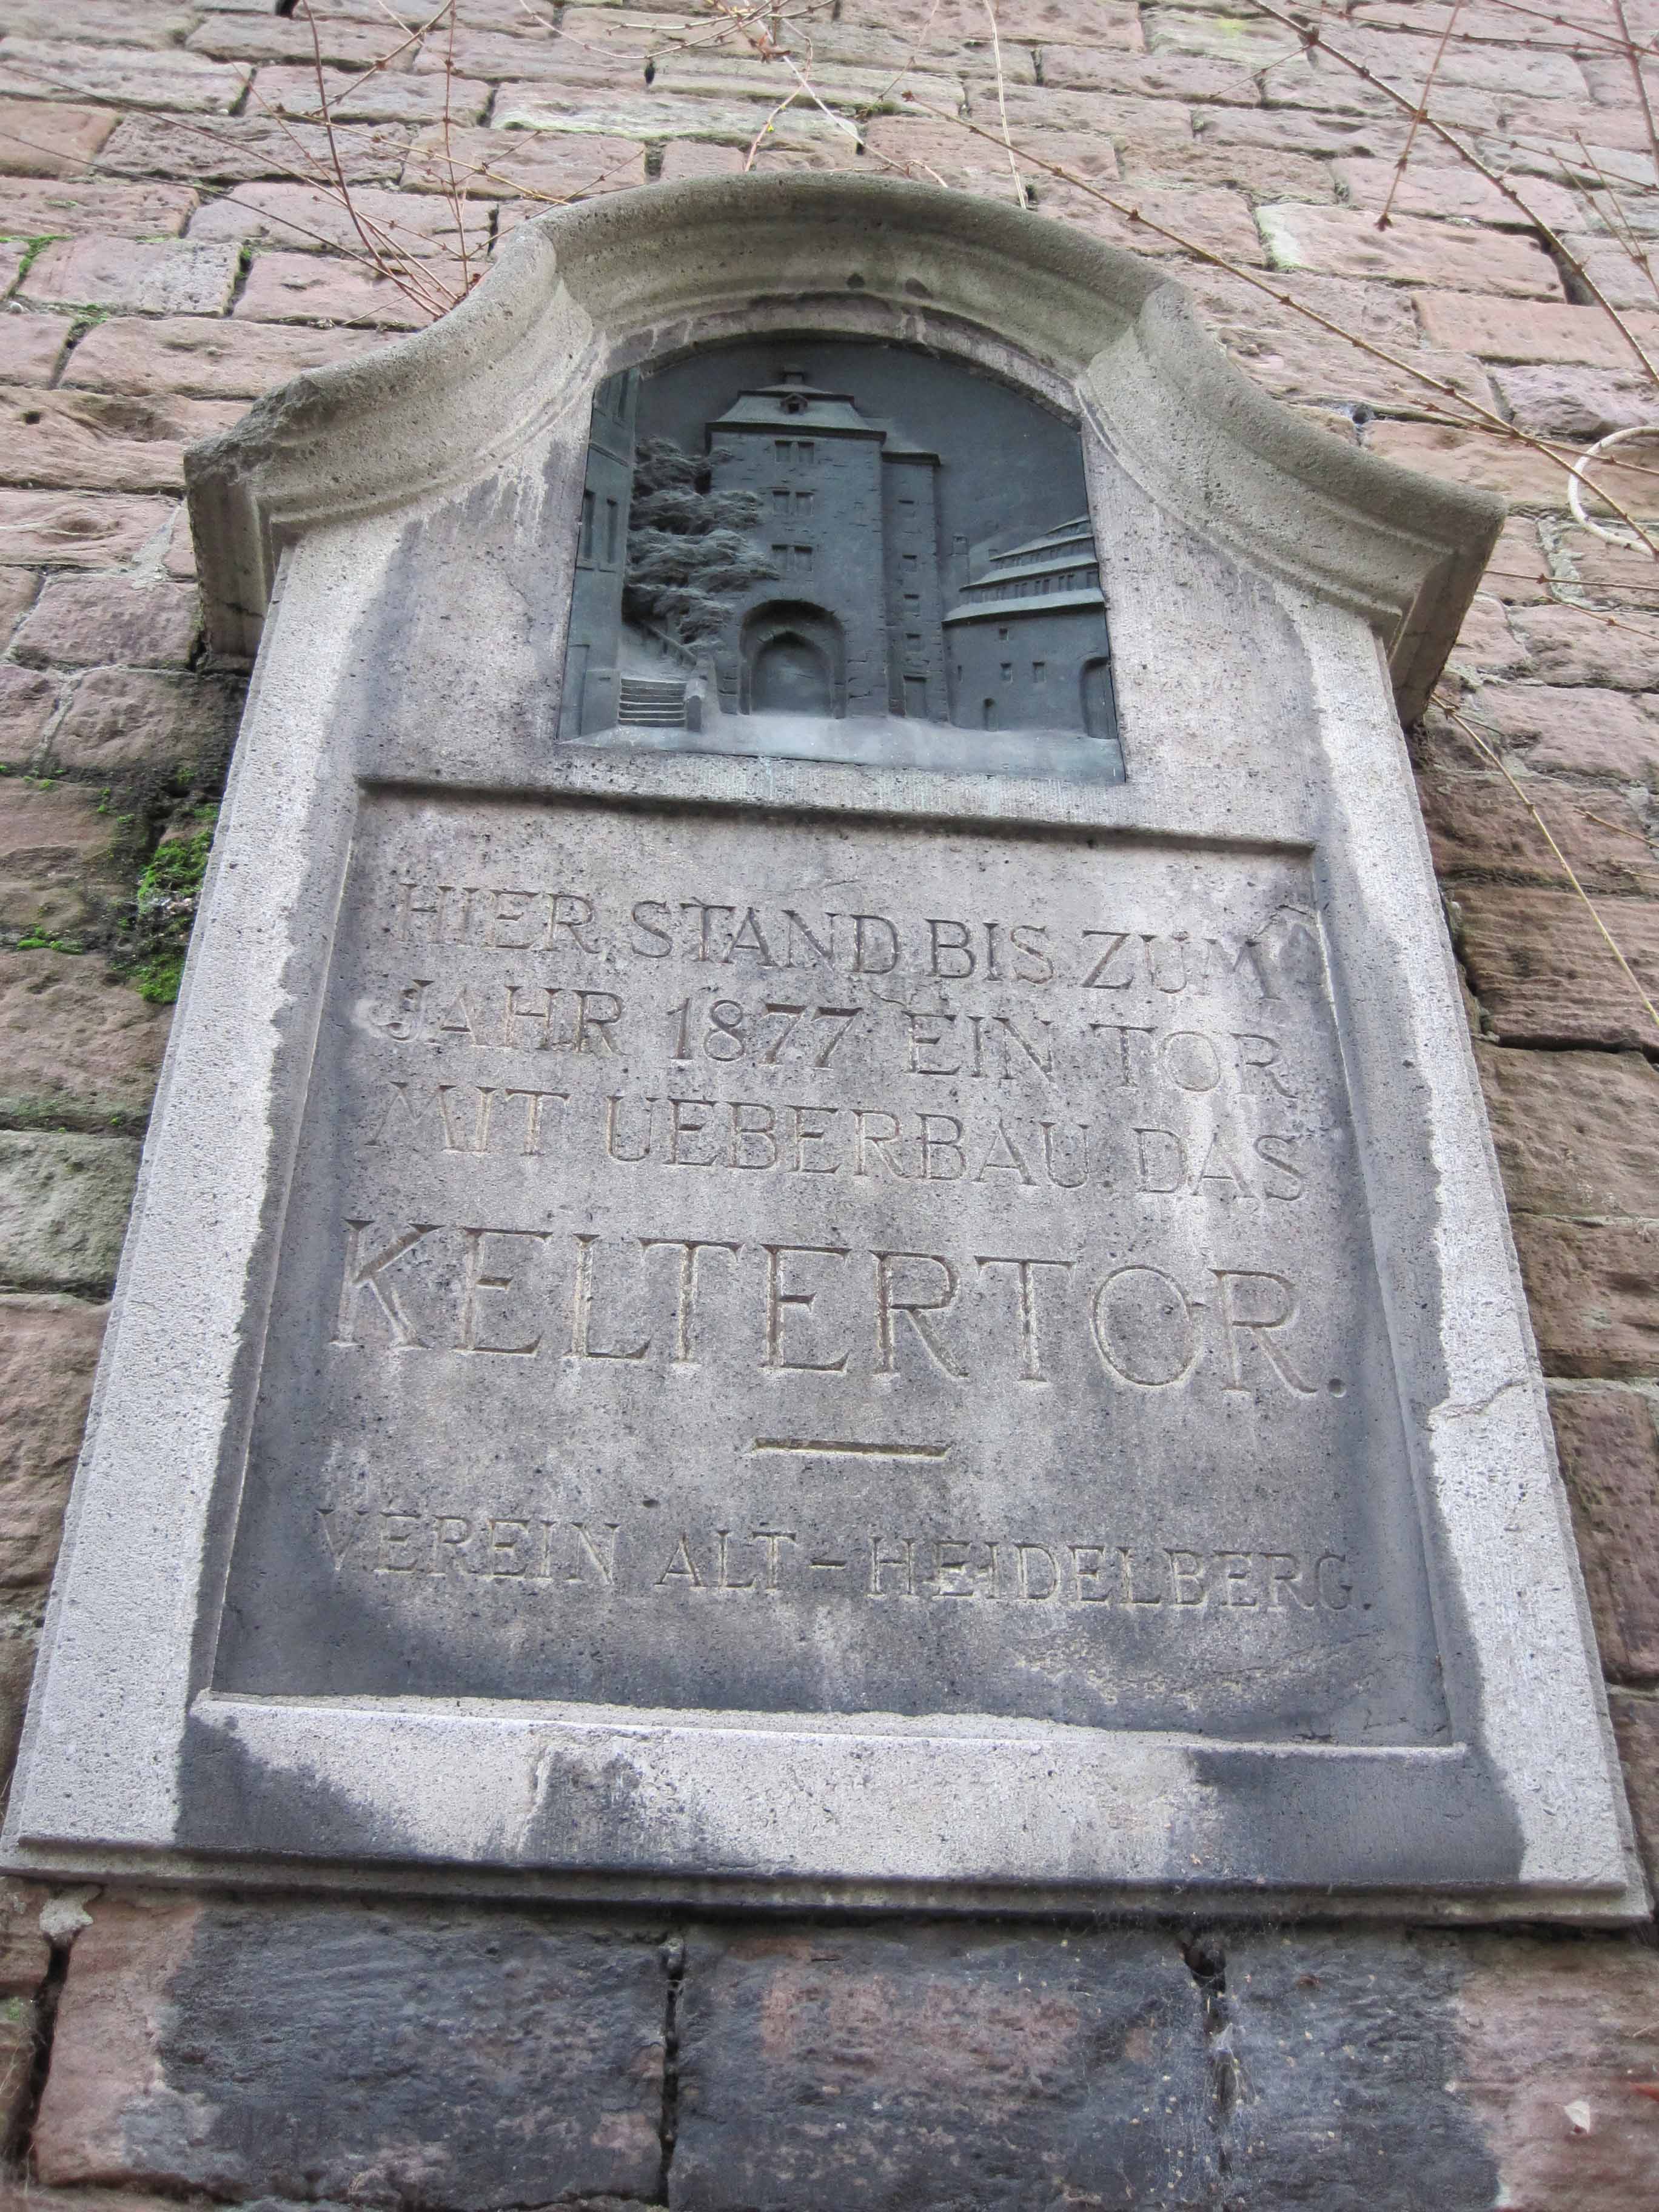 HIER STAND BIS ZUM
JAHR 1877 EIN TOR
MIT UEBERBAU DAS
KELTERTOR.
VEREIN ALT-HEIDELBERG.